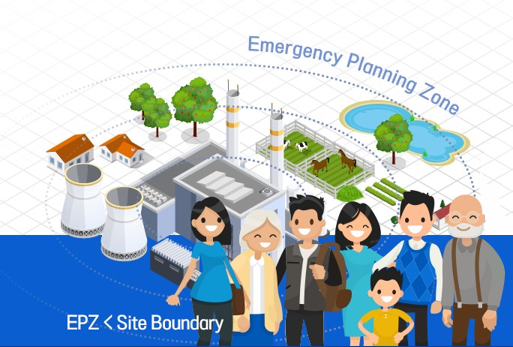 Emergency Planning Zone
EPZ < Site Boundary